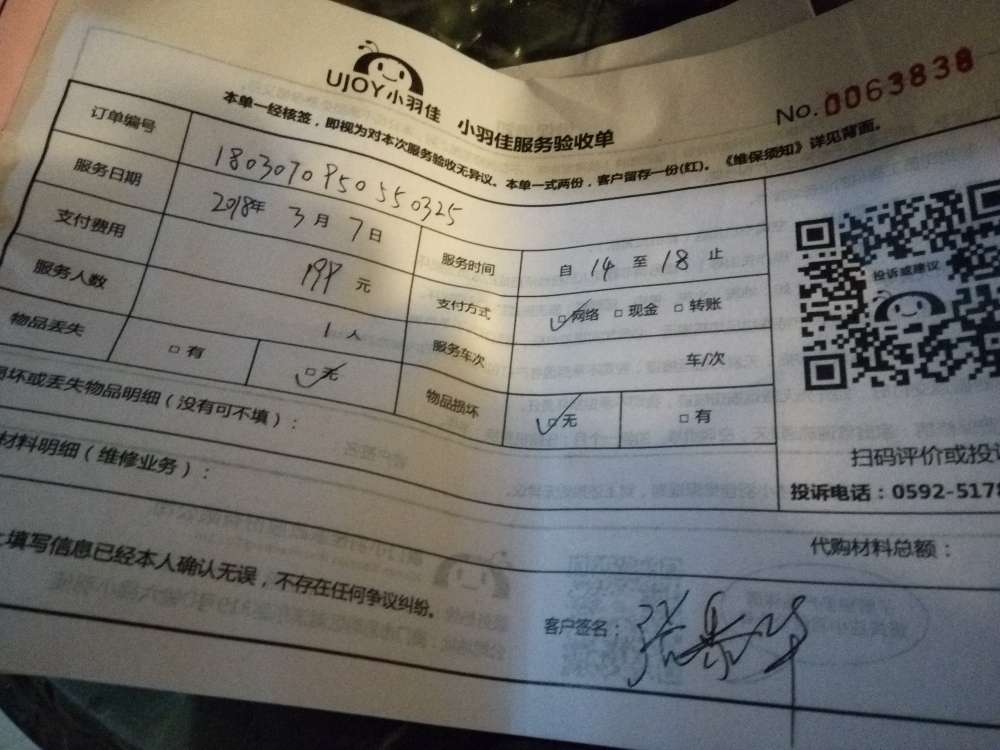 UJOY小羽佳
小羽佳服务验收单
No.0063838
本单一经核签，即视为对本次服务验收无异议。本单一式两份，客户留存一份(红)。《维保须知》详见背面。
订单编号 1803070950550325
服务日期 2018年 3月 7日 服务时间 自 14 至 18 止
支付费用 199 元 支付方式 □网络 □现金 □转账
服务人数 1 人 服务车次 车/次
物品丢失 □有 □无 物品损坏 □无 □有
损坏或丢失物品明细（没有可不填）：
材料明细（维修业务）：
投诉或建议
扫码评价或投
投诉电话：0592-5178
代购材料总额：
填写信息已经本人确认无误，不存在任何争议纠纷。
客户签名：